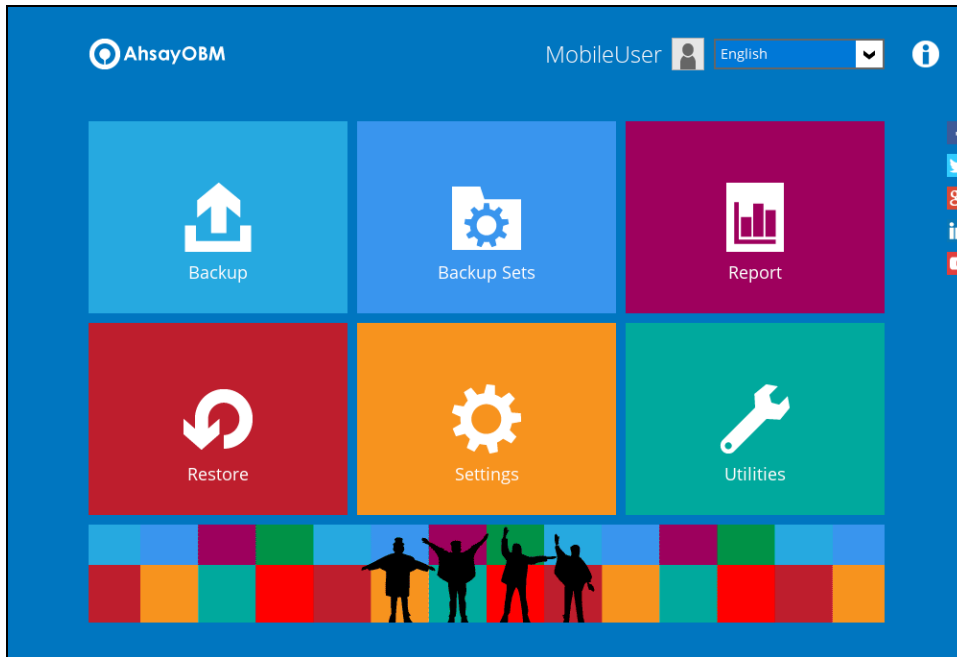 AhsayOBM
MobileUser
English
Backup
Backup Sets
Report
Restore
Settings
Utilities